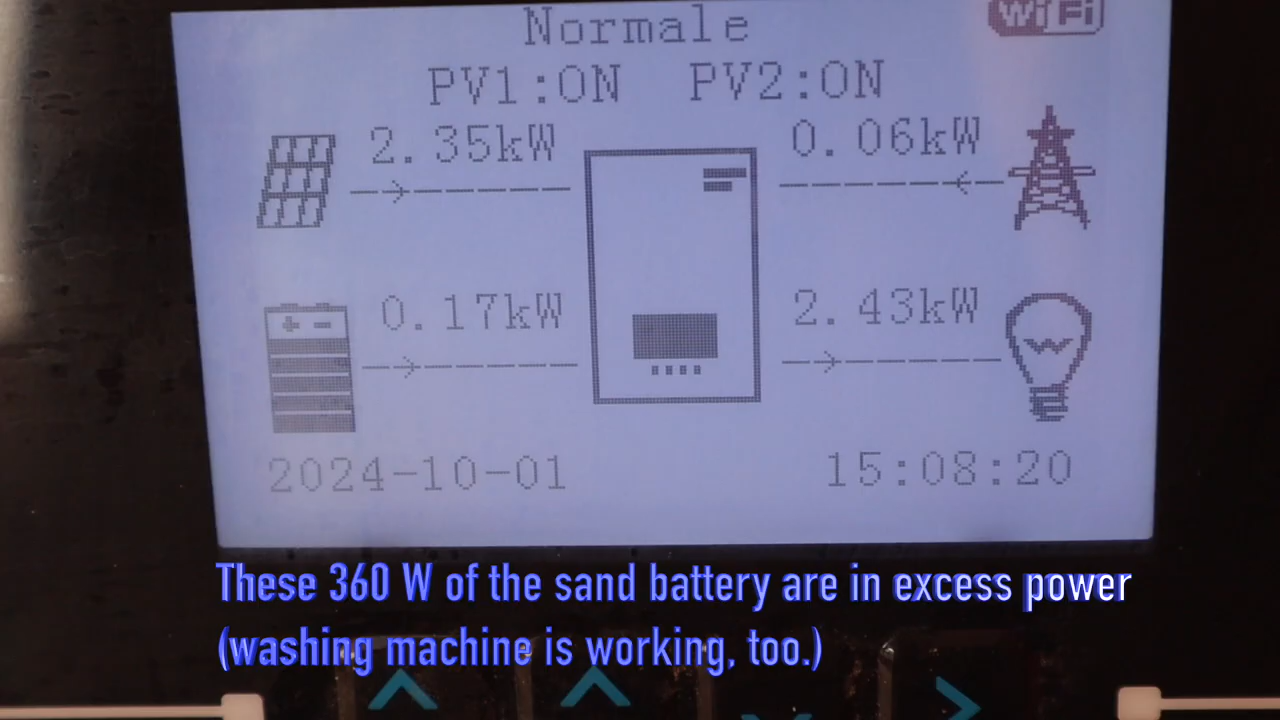 Normale
WiFi
PV1:ON PV2:ON
2.35kW
0.06kW
0.17kW
2.43kW
2024-10-01
15:08:20
These 360 W of the sand battery are in excess power
(washing machine is working, too.)